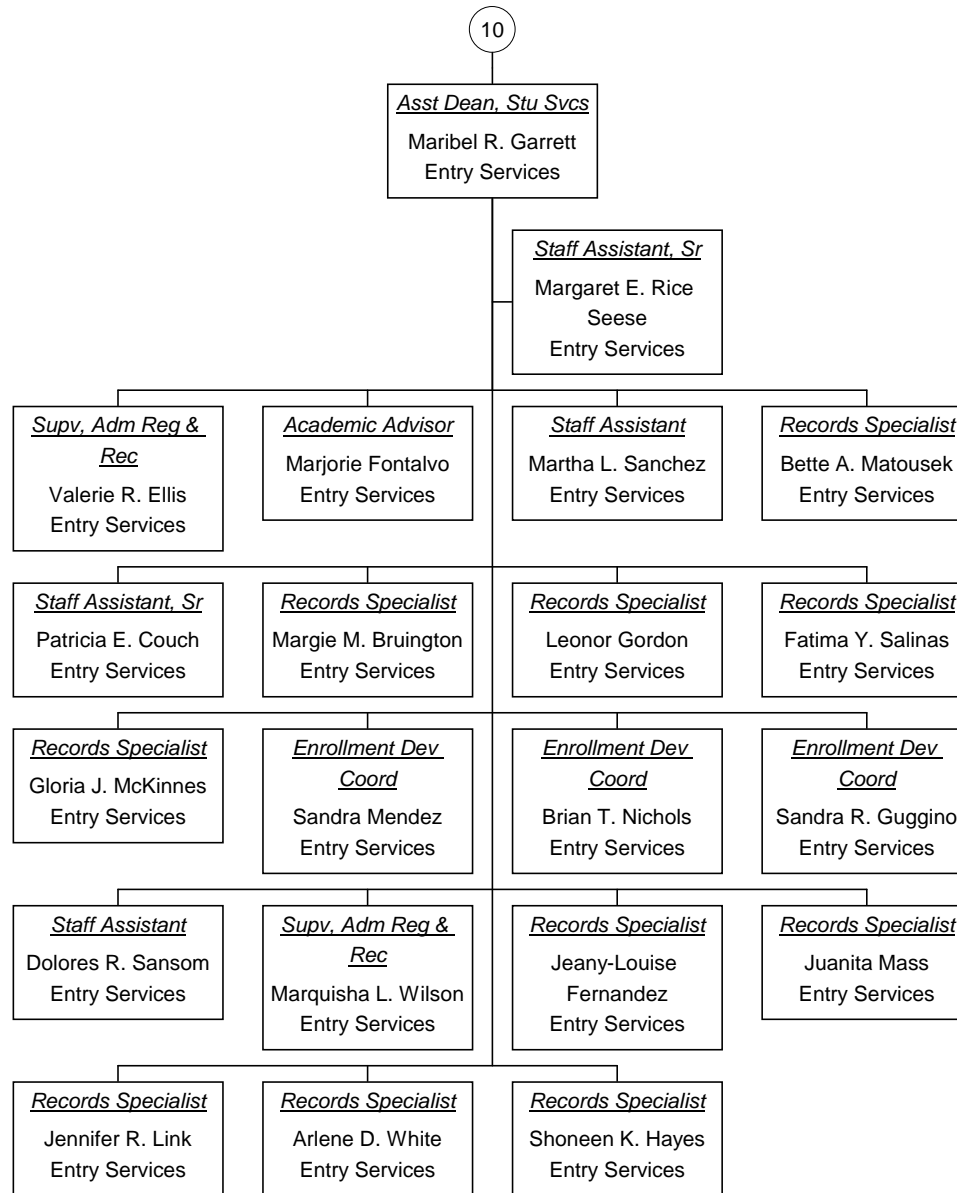 10
Asst Dean, Stu Svcs
Maribel R. Garrett
Entry Services
Staff Assistant, Sr
Margaret E. Rice
Seese
Entry Services
Supv, Adm Reg &
Rec
Valerie R. Ellis
Entry Services
Academic Advisor
Marjorie Fontalvo
Entry Services
Staff Assistant
Martha L. Sanchez
Entry Services
Records Specialist
Bette A. Matousek
Entry Services
Staff Assistant, Sr
Patricia E. Couch
Entry Services
Records Specialist
Margie M. Bruington
Entry Services
Records Specialist
Leonor Gordon
Entry Services
Records Specialist
Fatima Y. Salinas
Entry Services
Records Specialist
Gloria J. McKinnes
Entry Services
Enrollment Dev
Coord
Sandra Mendez
Entry Services
Enrollment Dev
Coord
Brian T. Nichols
Entry Services
Enrollment Dev
Coord
Sandra R. Guggino
Entry Services
Staff Assistant
Dolores R. Sansom
Entry Services
Supv, Adm Reg &
Rec
Marquisha L. Wilson
Entry Services
Records Specialist
Jeany-Louise
Fernandez
Entry Services
Records Specialist
Juanita Mass
Entry Services
Records Specialist
Jennifer R. Link
Entry Services
Records Specialist
Arlene D. White
Entry Services
Records Specialist
Shoneen K. Hayes
Entry Services